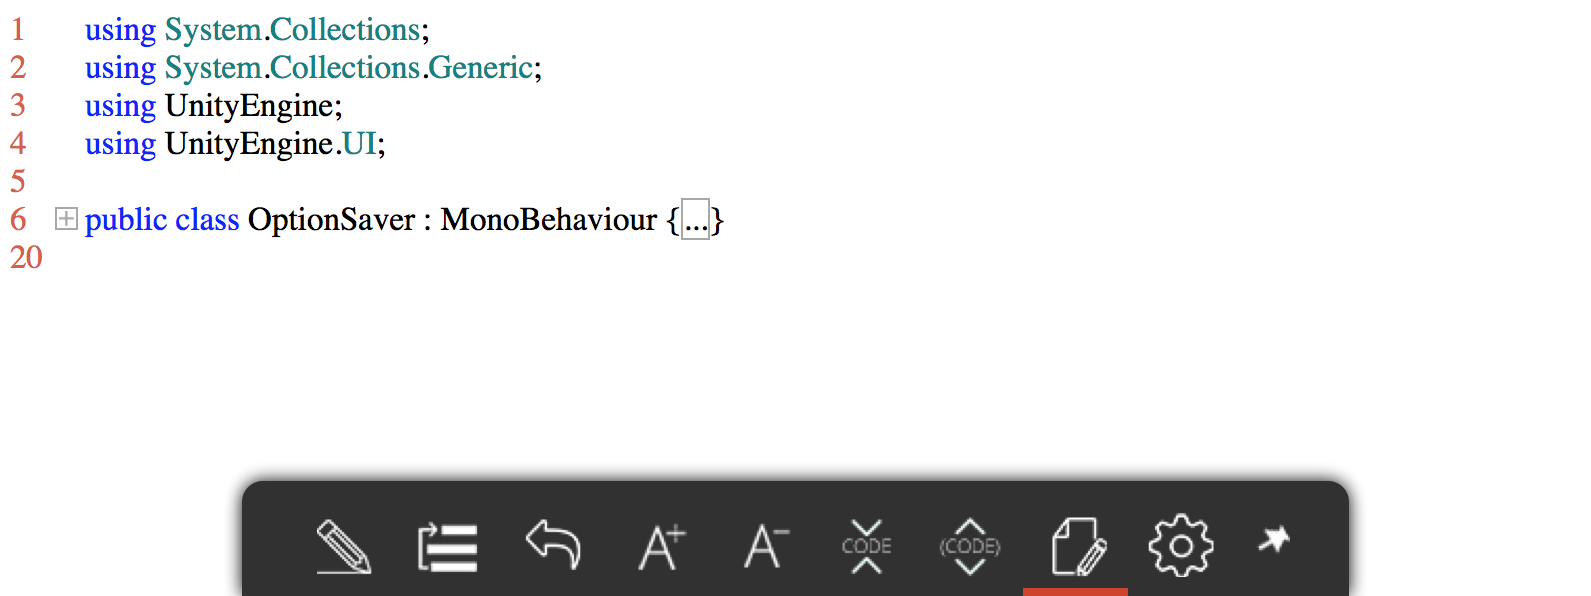 1 using System.Collections;
2 using System.Collections.Generic;
3 using UnityEngine;
4 using UnityEngine.UI;
5
6 public class OptionSaver : MonoBehaviour {...}
20
A+ A- CODE (CODE)